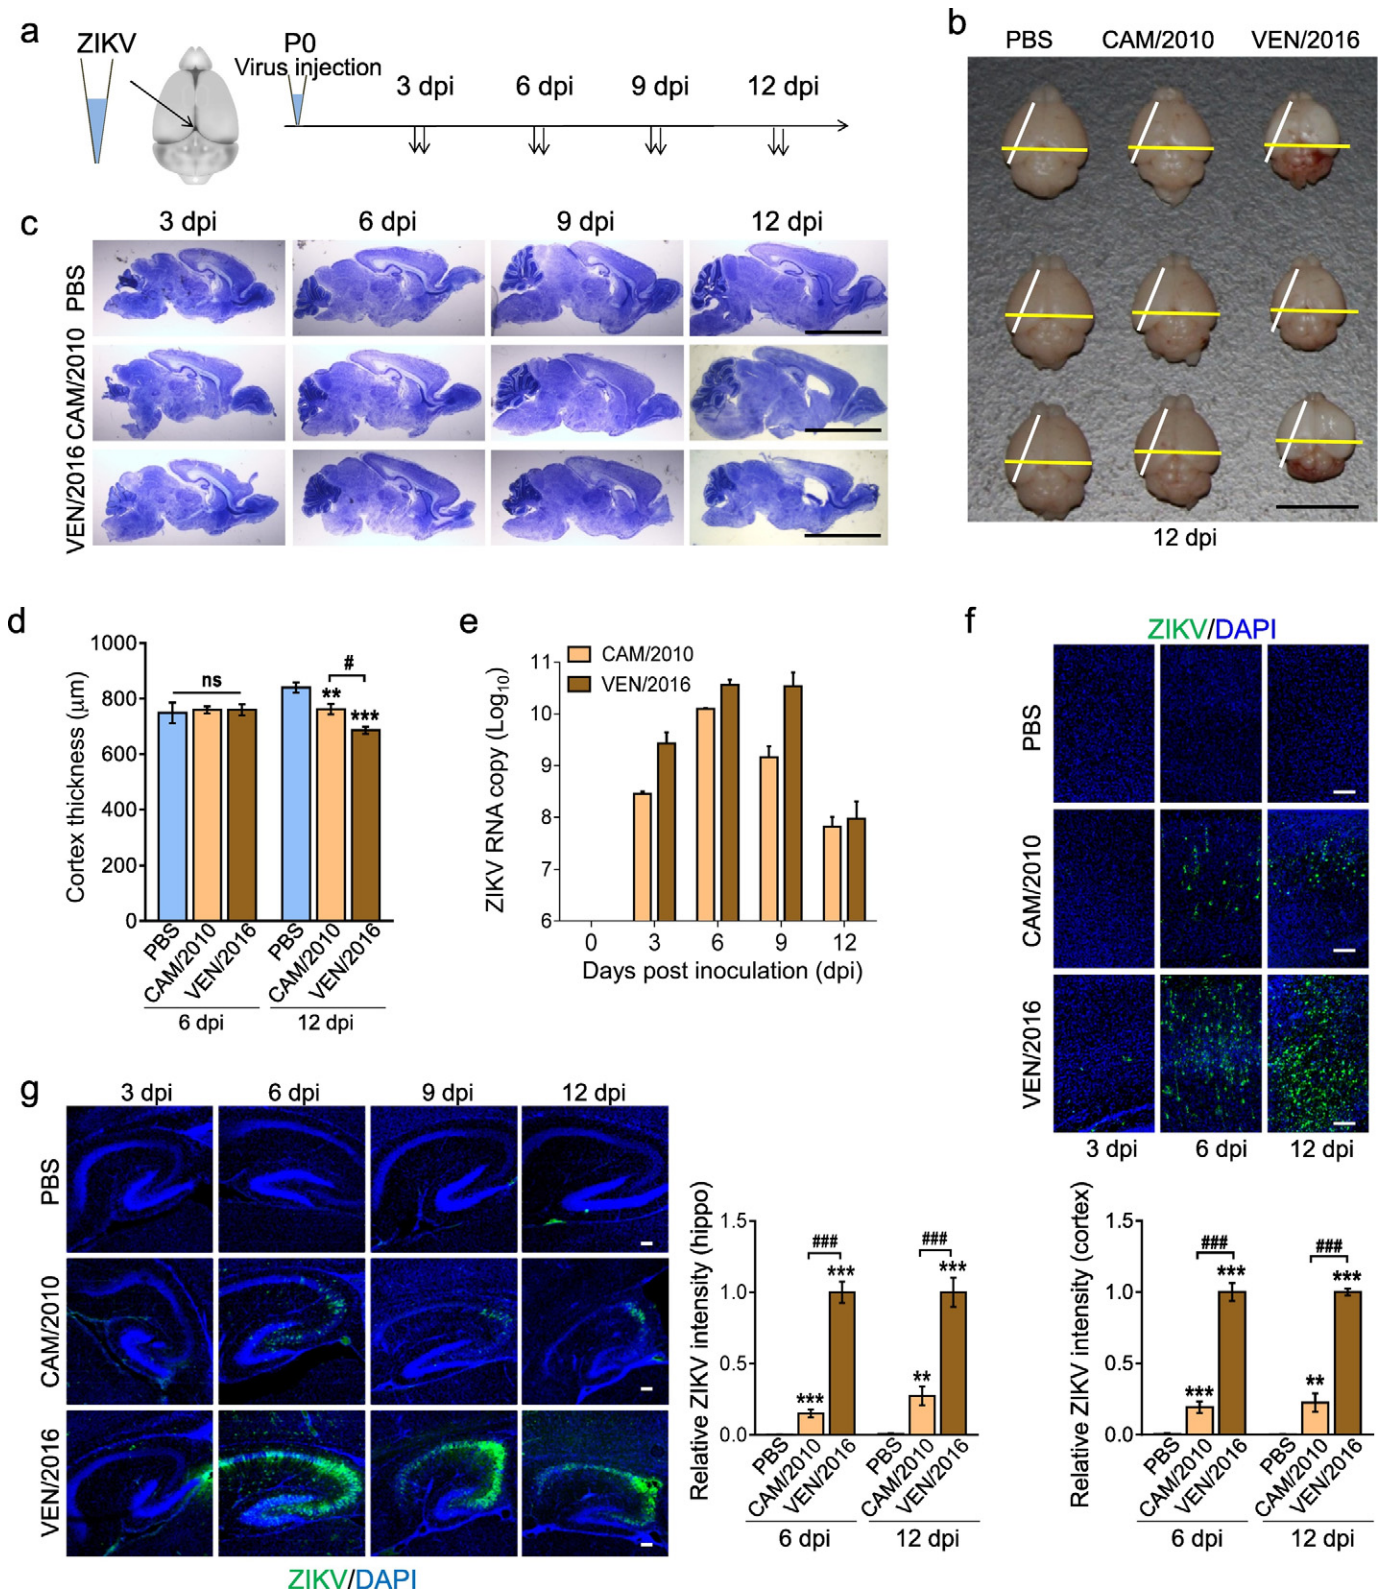 a
ZIKV
P0
Virus injection
3 dpi
6 dpi
9 dpi
12 dpi
b
PBS
CAM/2010
VEN/2016
12 dpi
c
3 dpi
6 dpi
9 dpi
12 dpi
PBS
CAM/2010
VEN/2016
d
Cortex thickness (μm)
1000
800
600
400
200
0
ns
**
#
***
PBS
CAM/2010
VEN/2016
PBS
CAM/2010
VEN/2016
6 dpi
12 dpi
e
ZIKV RNA copy (Log10)
CAM/2010
VEN/2016
11
10
9
8
7
6
0
3
6
9
12
Days post inoculation (dpi)
f
ZIKV/DAPI
PBS
CAM/2010
VEN/2016
3 dpi
6 dpi
12 dpi
Relative ZIKV intensity (cortex)
1.5
1.0
0.5
0.0
###
***
***
###
***
**
PBS
CAM/2010
VEN/2016
PBS
CAM/2010
VEN/2016
6 dpi
12 dpi
g
3 dpi
6 dpi
9 dpi
12 dpi
PBS
CAM/2010
VEN/2016
ZIKV/DAPI
Relative ZIKV intensity (hippo)
1.5
1.0
0.5
0.0
###
***
***
###
***
**
PBS
CAM/2010
VEN/2016
PBS
CAM/2010
VEN/2016
6 dpi
12 dpi